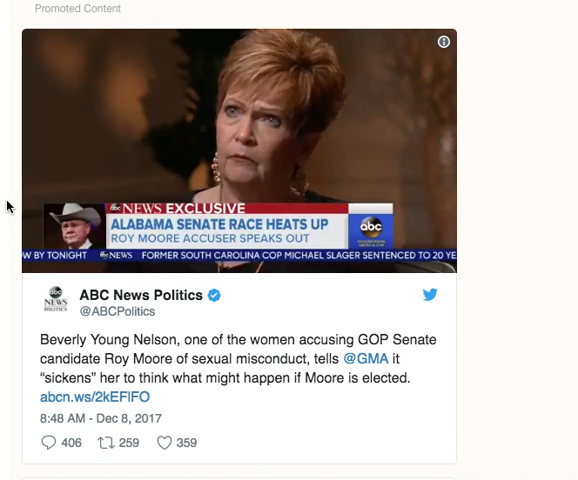 Promoted Content
abc NEWS EXCLUSIVE
ALABAMA SENATE RACE HEATS UP
ROY MOORE ACCUSER SPEAKS OUT
abc
W BY TONIGHT abc NEWS FORMER SOUTH CAROLINA COP MICHAEL SLAGER SENTENCED TO 20 YE
abc
NEWS
POLITICS
ABC News Politics
@ABCPolitics
Beverly Young Nelson, one of the women accusing GOP Senate
candidate Roy Moore of sexual misconduct, tells @GMA it
“sickens” her to think what might happen if Moore is elected.
abcn.ws/2kEFlFO
8:48 AM - Dec 8, 2017
406 259 359